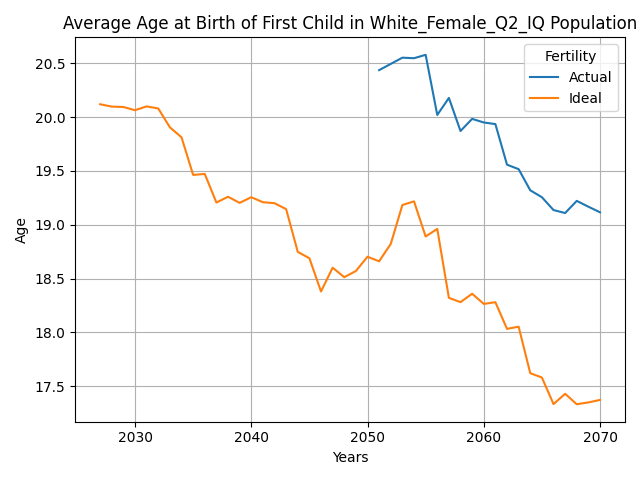 Average Age at Birth of First Child in White_Female_Q2_IQ Population
Fertility
Actual
Ideal
20.5
20.0
19.5
19.0
18.5
18.0
17.5
Age
2030
2040
2050
2060
2070
Years